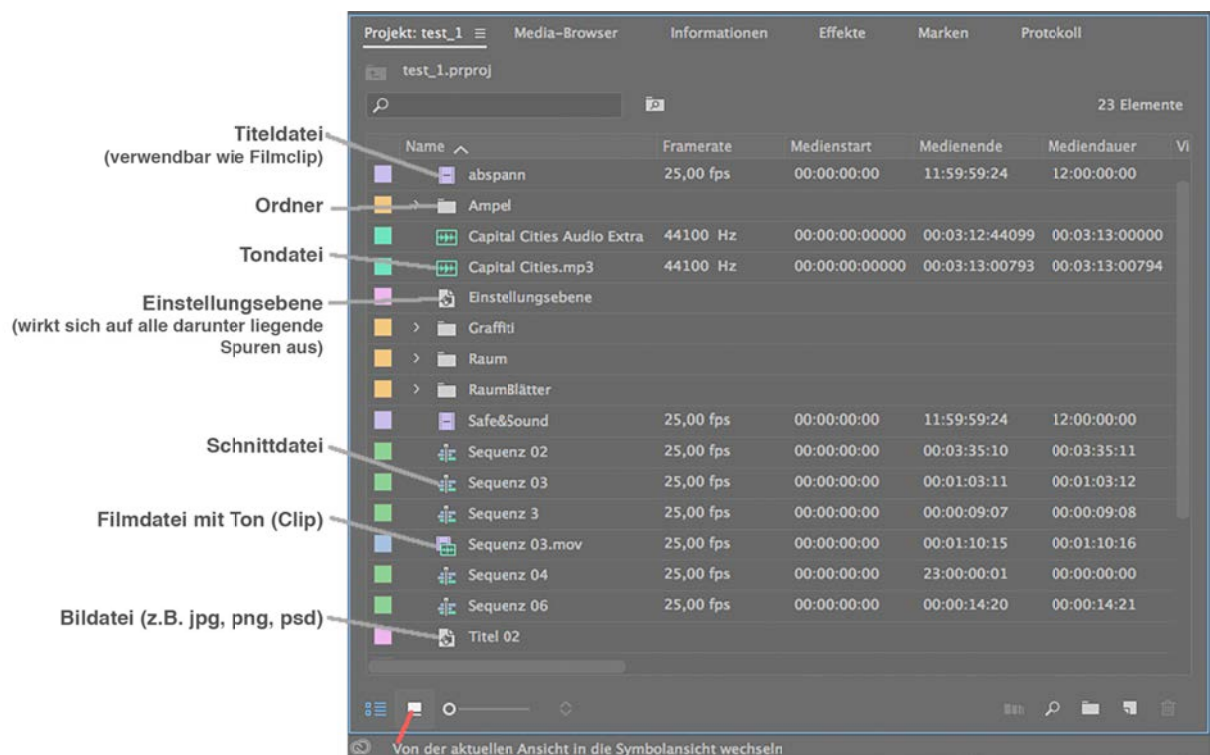 Projekt: test_1 Media-Browser Informationen Effekte Marken Protokoll
test_1.prproj
23 Elemente
Name Framerate Medienstart Medienende Mediendauer Vi
Titeldatei
(verwendbar wie Filmclip)
abspann 25,00 fps 00:00:00:00 11:59:59:24 12:00:00:00
Ordner
Ampel
Capital Cities Audio Extra 44100 Hz 00:00:00:00000 00:03:12:44099 00:03:13:00000
Tondatei
Capital Cities.mp3 44100 Hz 00:00:00:00000 00:03:13:00793 00:03:13:00794
Einstellungsebene
(wirkt sich auf alle darunter liegende
Spuren aus)
Einstellungsebene
Graffiti
Raum
RaumBlätter
Safe&Sound 25,00 fps 00:00:00:00 11:59:59:24 12:00:00:00
Schnittdatei
Sequenz 02 25,00 fps 00:00:00:00 00:03:35:10 00:03:35:11
Sequenz 03 25,00 fps 00:00:00:00 00:01:03:11 00:01:03:12
Filmdatei mit Ton (Clip)
Sequenz 3 25,00 fps 00:00:00:00 00:00:09:07 00:00:09:08
Sequenz 03.mov 25,00 fps 00:00:00:00 00:01:10:15 00:01:10:16
Sequenz 04 25,00 fps 00:00:00:00 23:00:00:01 00:00:00:00
Sequenz 06 25,00 fps 00:00:00:00 00:00:14:20 00:00:14:21
Bildatei (z.B. jpg, png, psd)
Titel 02
Von der aktuellen Ansicht in die Symbolansicht wechseln